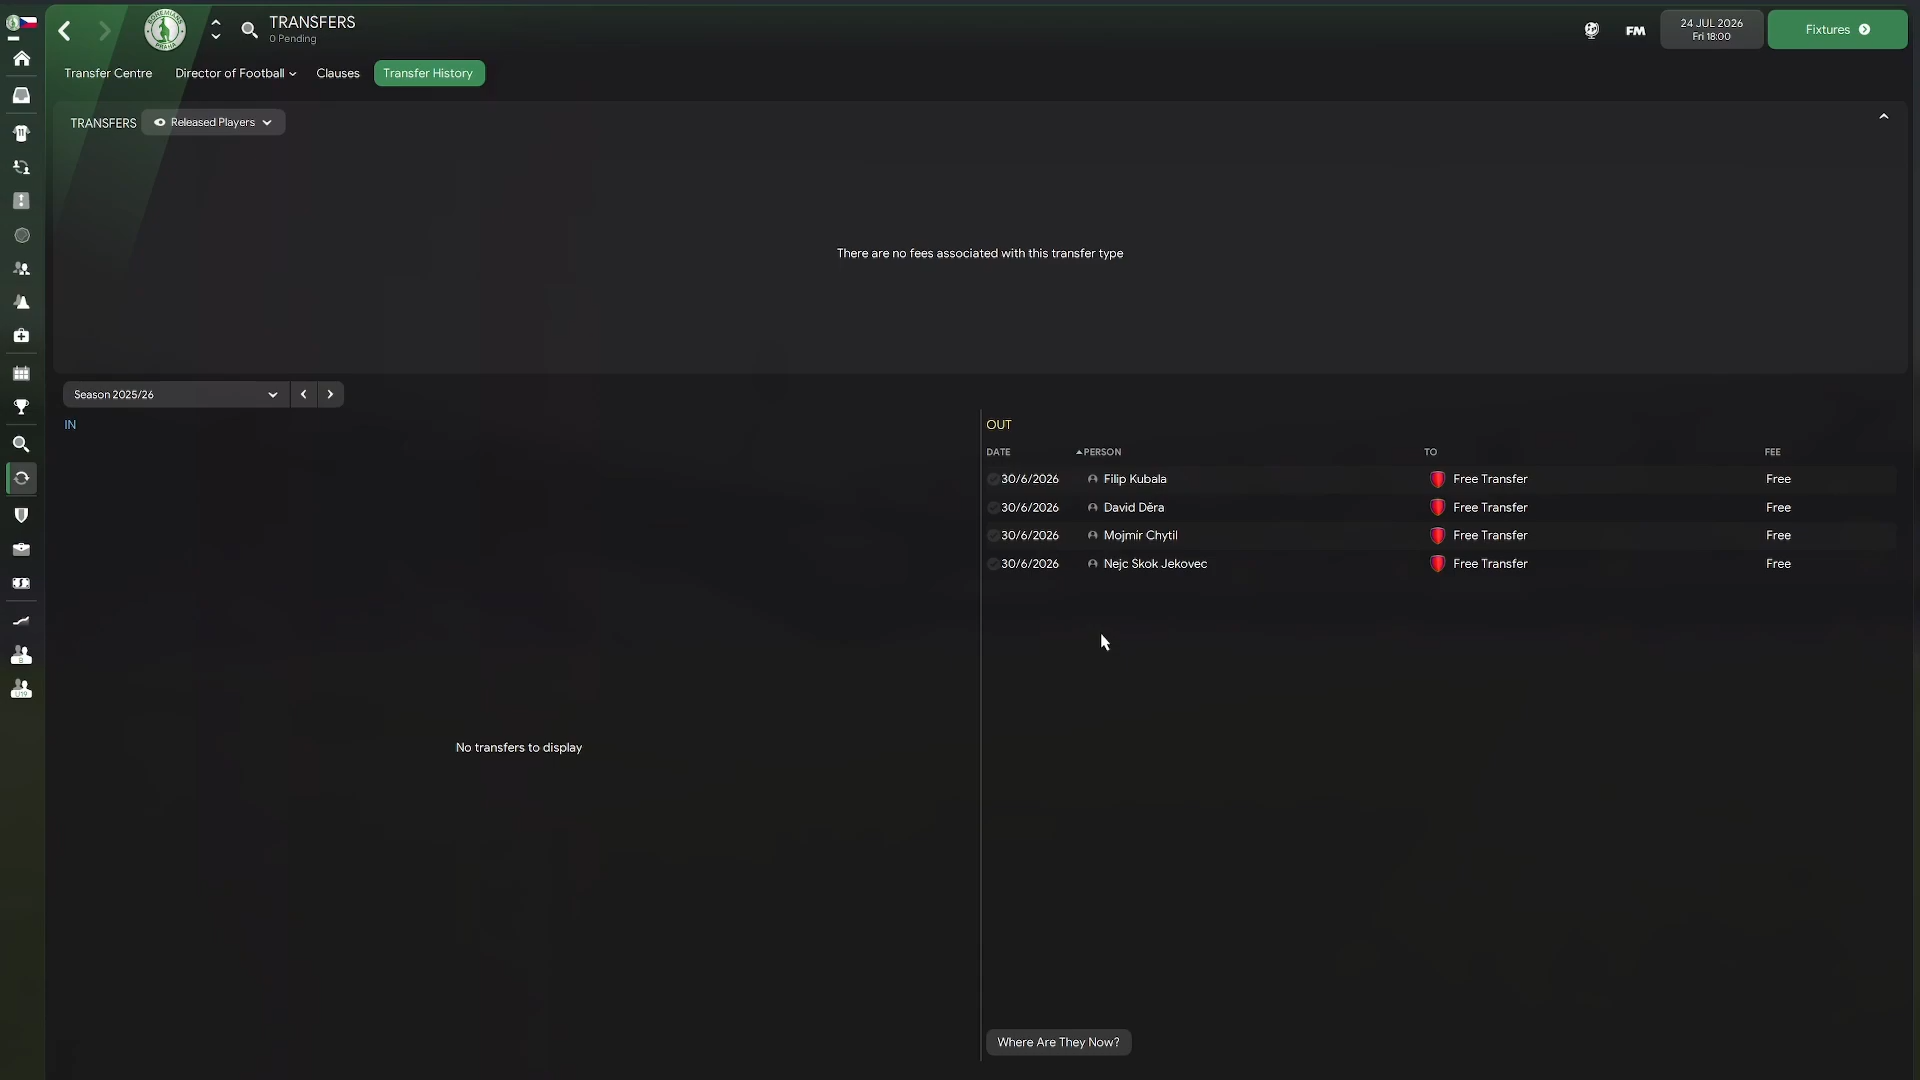 TRANSFERS
0 Pending
FM
24 JUL 2026
Fri 18:00
Fixtures
Transfer Centre
Director of Football
Clauses
Transfer History
TRANSFERS
Released Players
There are no fees associated with this transfer type
Season 2025/26
IN
No transfers to display
OUT
DATE PERSON TO FEE
30/6/2026 Filip Kubala Free Transfer Free
30/6/2026 David Děra Free Transfer Free
30/6/2026 Mojmír Chytil Free Transfer Free
30/6/2026 Nejc Skok Jekovec Free Transfer Free
Where Are They Now?
BOHEMIANS
PRAHA
11
B
U19